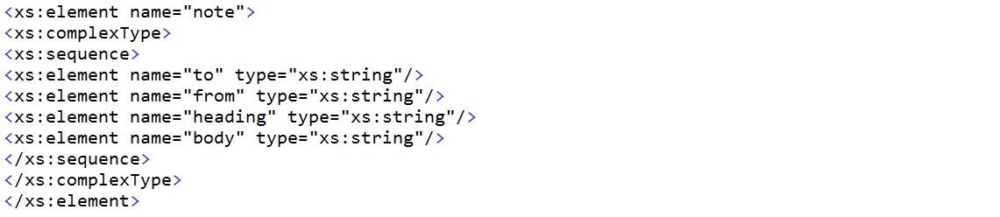 <xs:element name="note">
<xs:complexType>
<xs:sequence>
<xs:element name="to" type="xs:string"/>
<xs:element name="from" type="xs:string"/>
<xs:element name="heading" type="xs:string"/>
<xs:element name="body" type="xs:string"/>
</xs:sequence>
</xs:complexType>
</xs:element>